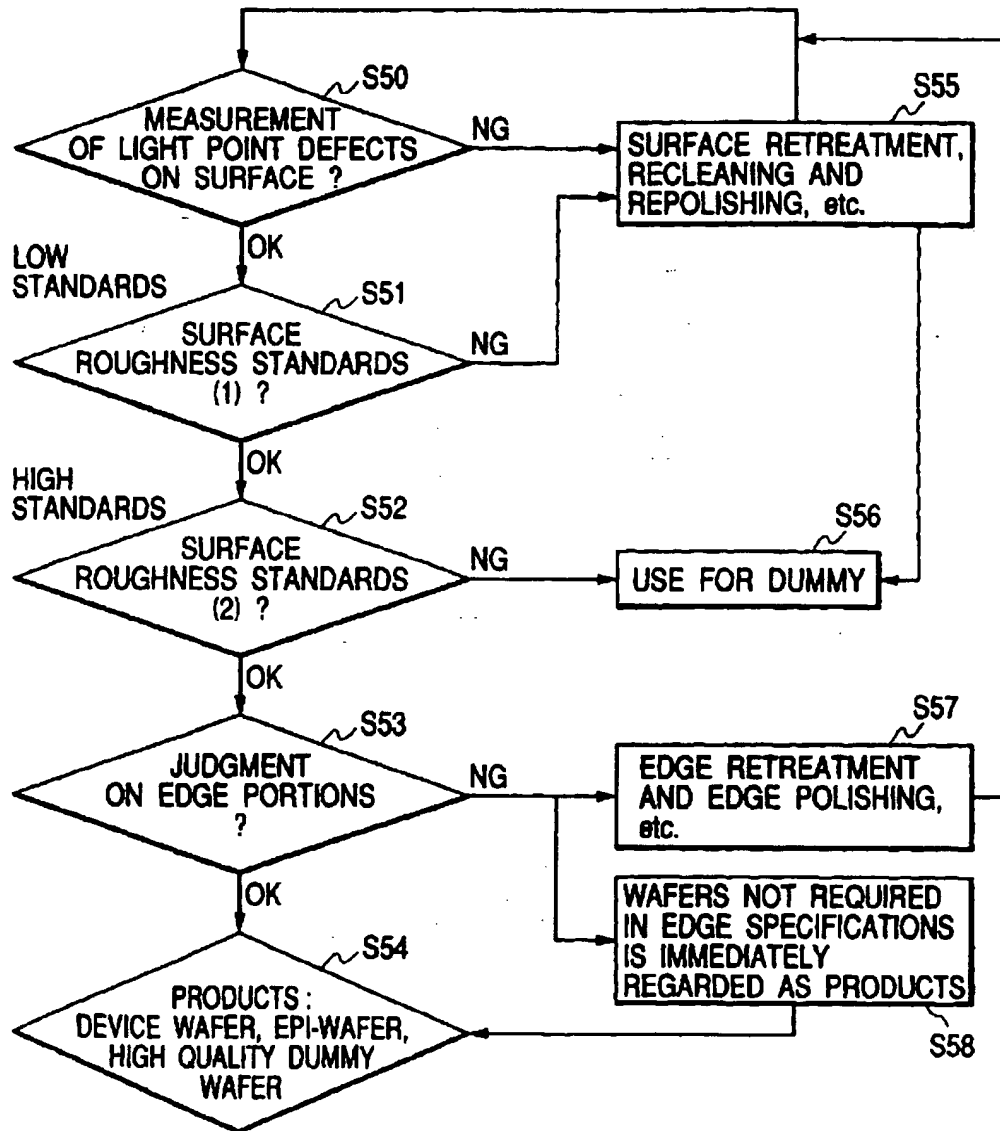 S50
MEASUREMENT
OF LIGHT POINT DEFECTS
ON SURFACE ?
NG
OK
S55
SURFACE RETREATMENT,
RECLEANING AND
REPOLISHING, etc.
LOW
STANDARDS
S51
SURFACE
ROUGHNESS STANDARDS
(1) ?
NG
OK
HIGH
STANDARDS
S52
SURFACE
ROUGHNESS STANDARDS
(2) ?
NG
OK
S56
USE FOR DUMMY
S53
JUDGMENT
ON EDGE PORTIONS
?
NG
OK
S57
EDGE RETREATMENT
AND EDGE POLISHING,
etc.
WAFERS NOT REQUIRED
IN EDGE SPECIFICATIONS
IS IMMEDIATELY
REGARDED AS PRODUCTS
S58
S54
PRODUCTS :
DEVICE WAFER, EPI-WAFER,
HIGH QUALITY DUMMY
WAFER